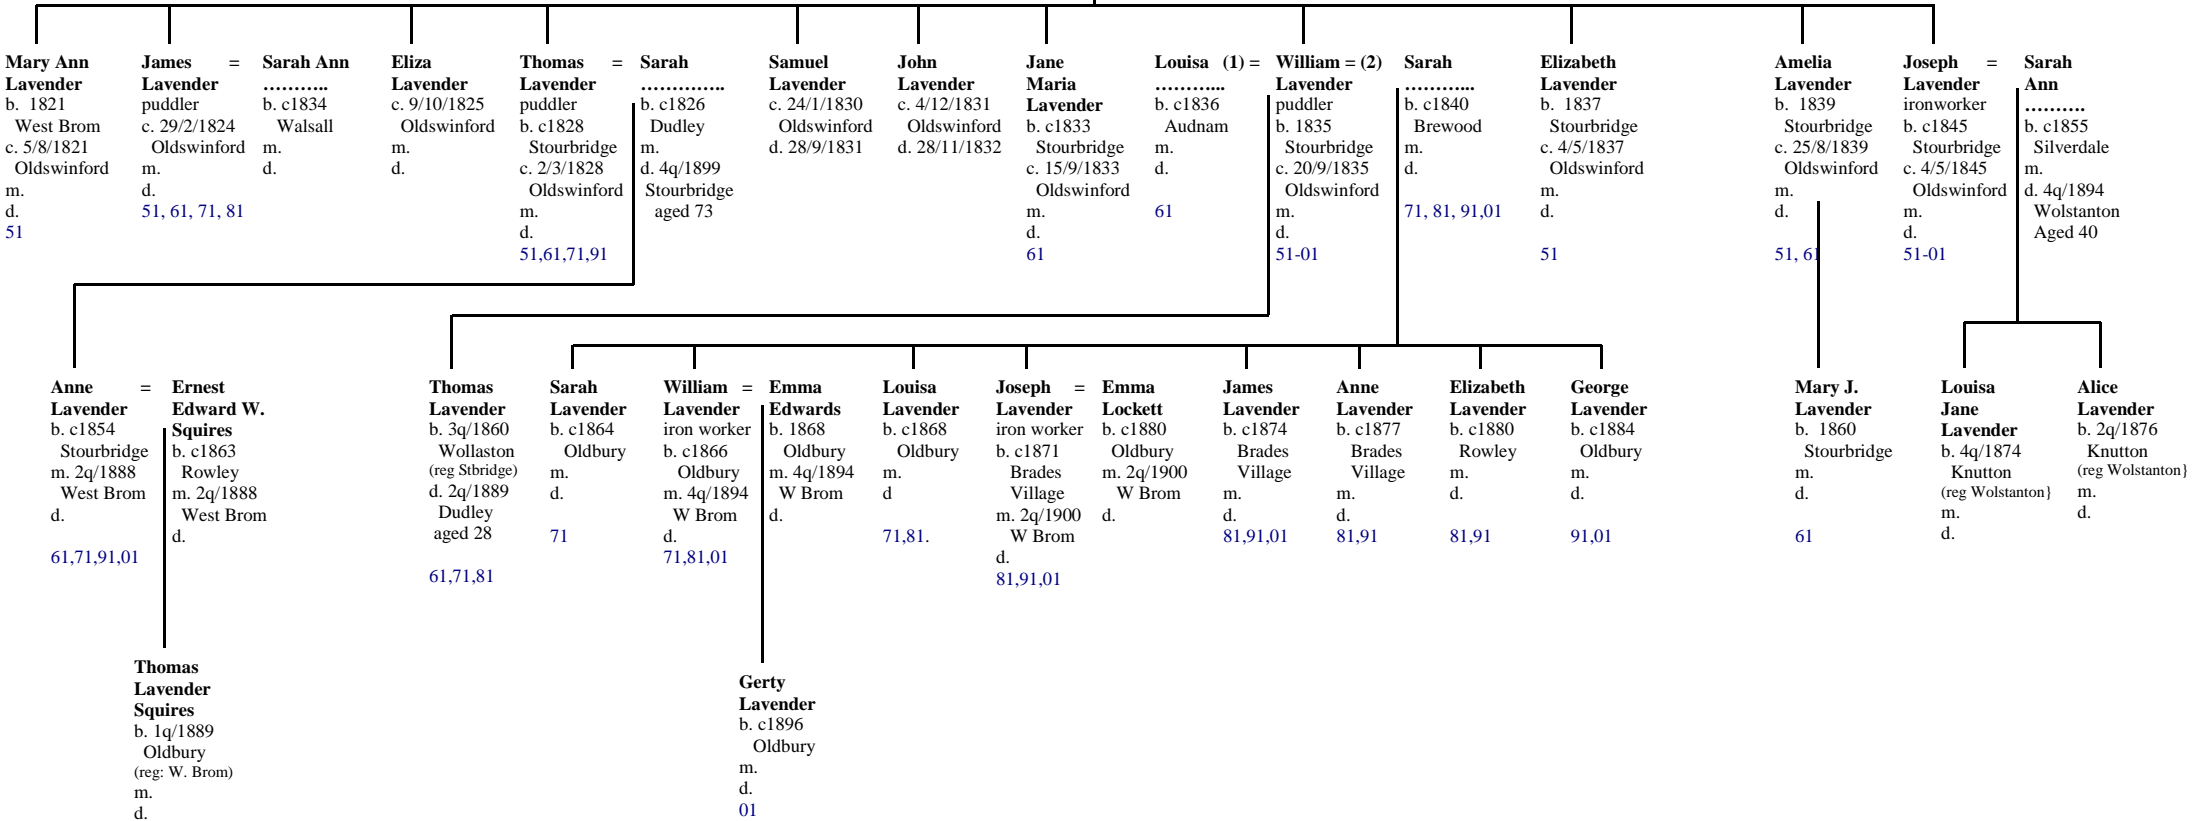 Mary Ann
Lavender
b. 1821
West Brom
c. 5/8/1821
Oldswinford
m.
d.
51
James =
Lavender
puddler
c. 29/2/1824
Oldswinford
m.
d.
51, 61, 71, 81
Sarah Ann
………..
b. c1834
Walsall
m.
d.
Eliza
Lavender
c. 9/10/1825
Oldswinford
m.
d.
Thomas =
Lavender
puddler
b. c1828
Stourbridge
c. 2/3/1828
Oldswinford
m.
d.
51,61,71,91
Sarah
…………..
b. c1826
Dudley
m.
d. 4q/1899
Stourbridge
aged 73
Samuel
Lavender
c. 24/1/1830
Oldswinford
d. 28/9/1831
John
Lavender
c. 4/12/1831
Oldswinford
d. 28/11/1832
Jane
Maria
Lavender
b. c1833
Stourbridge
c. 15/9/1833
Oldswinford
m.
d.
61
Louisa (1) =
………...
b. c1836
Audnam
m.
d.
61
William = (2)
Lavender
puddler
b. 1835
Stourbridge
c. 20/9/1835
Oldswinford
m.
d.
51-01
Sarah
………...
b. c1840
Brewood
m.
d.
71, 81, 91,01
Elizabeth
Lavender
b. 1837
Stourbridge
c. 4/5/1837
Oldswinford
m.
d.
51
Amelia
Lavender
b. 1839
Stourbridge
c. 25/8/1839
Oldswinford
m.
d.
51, 61
Joseph =
Lavender
ironworker
b. c1845
Stourbridge
c. 4/5/1845
Oldswinford
m.
d.
51-01
Sarah
Ann
……….
b. c1855
Silverdale
m.
d. 4q/1894
Wolstanton
Aged 40
Anne =
Lavender
b. c1854
Stourbridge
m. 2q/1888
West Brom
d.
61,71,91,01
Ernest
Edward W.
Squires
b. c1863
Rowley
m. 2q/1888
West Brom
d.
Thomas
Lavender
b. 3q/1860
Wollaston
(reg Stbridge)
d. 2q/1889
Dudley
aged 28
61,71,81
Sarah
Lavender
b. c1864
Oldbury
m.
d.
71
William =
Lavender
iron worker
b. c1866
Oldbury
m. 4q/1894
W Brom
d.
71,81,01
Emma
Edwards
b. 1868
Oldbury
m. 4q/1894
W Brom
d.
Louisa
Lavender
b. c1868
Oldbury
m.
d
71,81.
Joseph =
Lavender
iron worker
b. c1871
Brades
Village
m. 2q/1900
W Brom
d.
81,91,01
Emma
Lockett
b. c1880
Oldbury
m. 2q/1900
W Brom
d.
James
Lavender
b. c1874
Brades
Village
m.
d.
81,91,01
Anne
Lavender
b. c1877
Brades
Village
m.
d.
81,91
Elizabeth
Lavender
b. c1880
Rowley
m.
d.
81,91
George
Lavender
b. c1884
Oldbury
m.
d.
91,01
Mary J.
Lavender
b. 1860
Stourbridge
m.
d.
61
Louisa
Jane
Lavender
b. 4q/1874
Knutton
(reg Wolstanton}
m.
d.
Alice
Lavender
b. 2q/1876
Knutton
(reg Wolstanton}
m.
d.
Thomas
Lavender
Squires
b. 1q/1889
Oldbury
(reg: W. Brom)
m.
d.
Gerty
Lavender
b. c1896
Oldbury
m.
d.
01